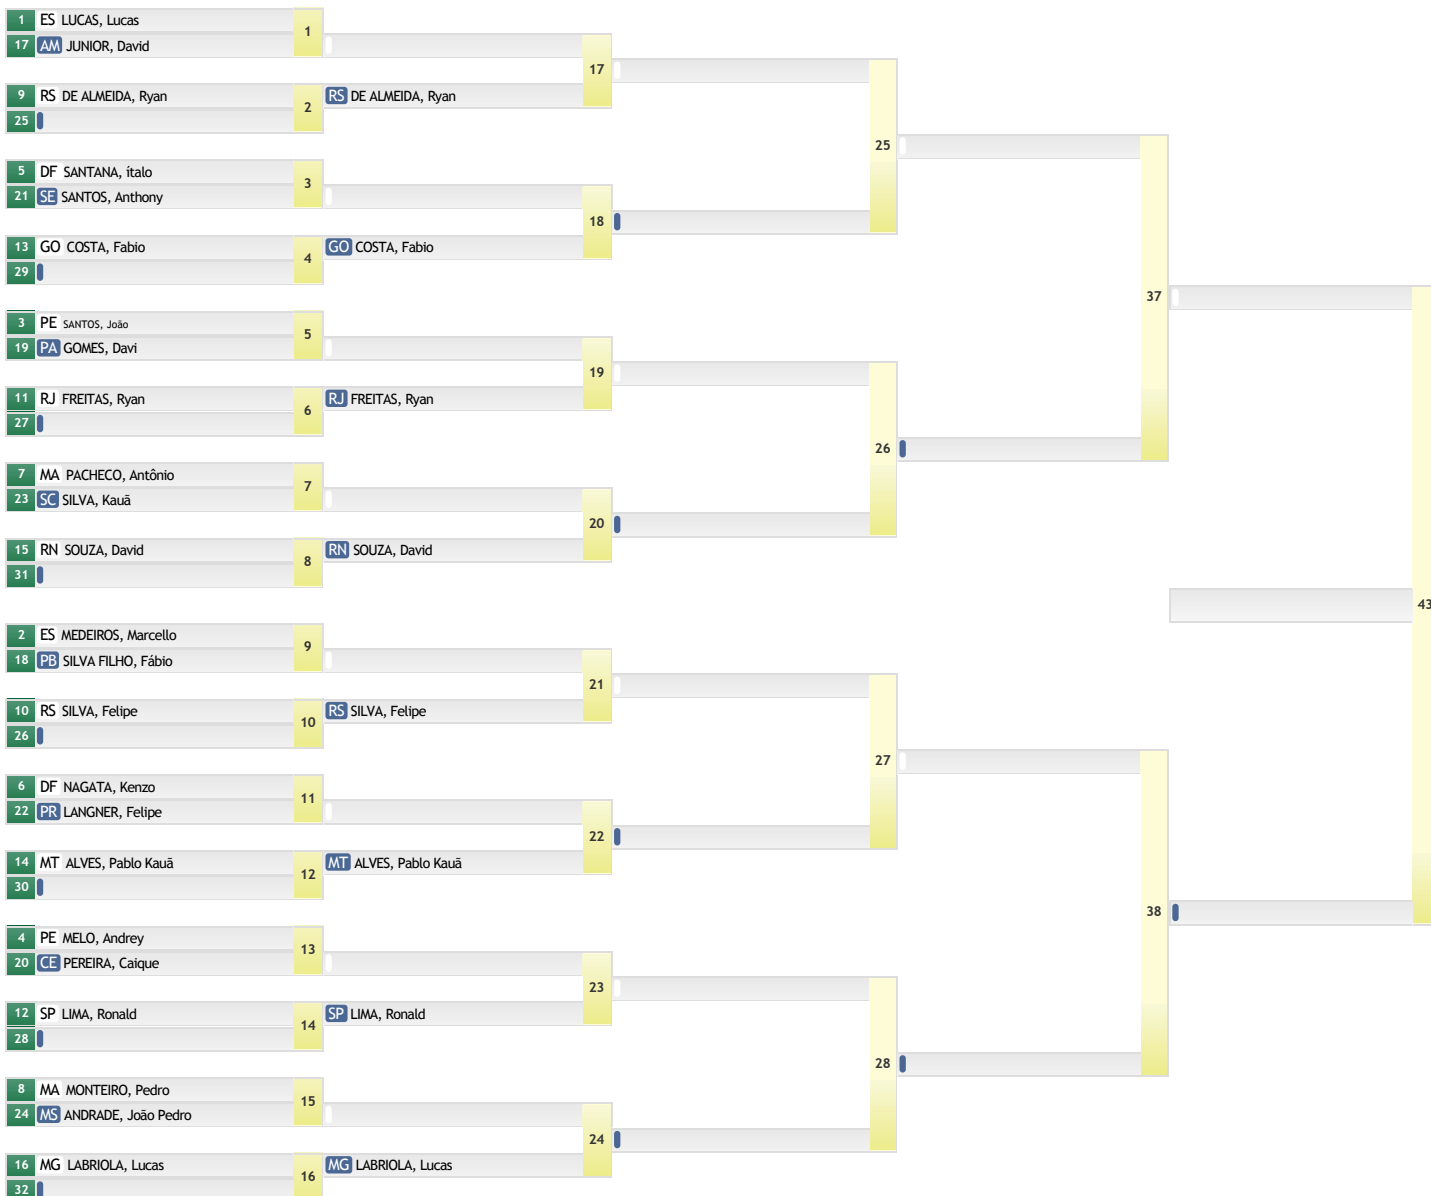 1 ES LUCAS, Lucas
1
17 AM JUNIOR, David
17
9 RS DE ALMEIDA, Ryan
2
RS DE ALMEIDA, Ryan
25
25
5 DF SANTANA, ítalo
3
21 SE SANTOS, Anthony
18
13 GO COSTA, Fabio
4
GO COSTA, Fabio
29
37
3 PE SANTOS, João
5
19 PA GOMES, Davi
19
11 RJ FREITAS, Ryan
6
RJ FREITAS, Ryan
27
26
7 MA PACHECO, Antônio
7
23 SC SILVA, Kauã
20
15 RN SOUZA, David
8
RN SOUZA, David
31
43
2 ES MEDEIROS, Marcello
9
18 PB SILVA FILHO, Fábio
21
10 RS SILVA, Felipe
10
RS SILVA, Felipe
26
27
6 DF NAGATA, Kenzo
11
22 PR LANGNER, Felipe
22
14 MT ALVES, Pablo Kauã
12
MT ALVES, Pablo Kauã
30
38
4 PE MELO, Andrey
13
20 CE PEREIRA, Caique
23
12 SP LIMA, Ronald
14
SP LIMA, Ronald
28
28
8 MA MONTEIRO, Pedro
15
24 MS ANDRADE, João Pedro
24
16 MG LABRIOLA, Lucas
16
MG LABRIOLA, Lucas
32